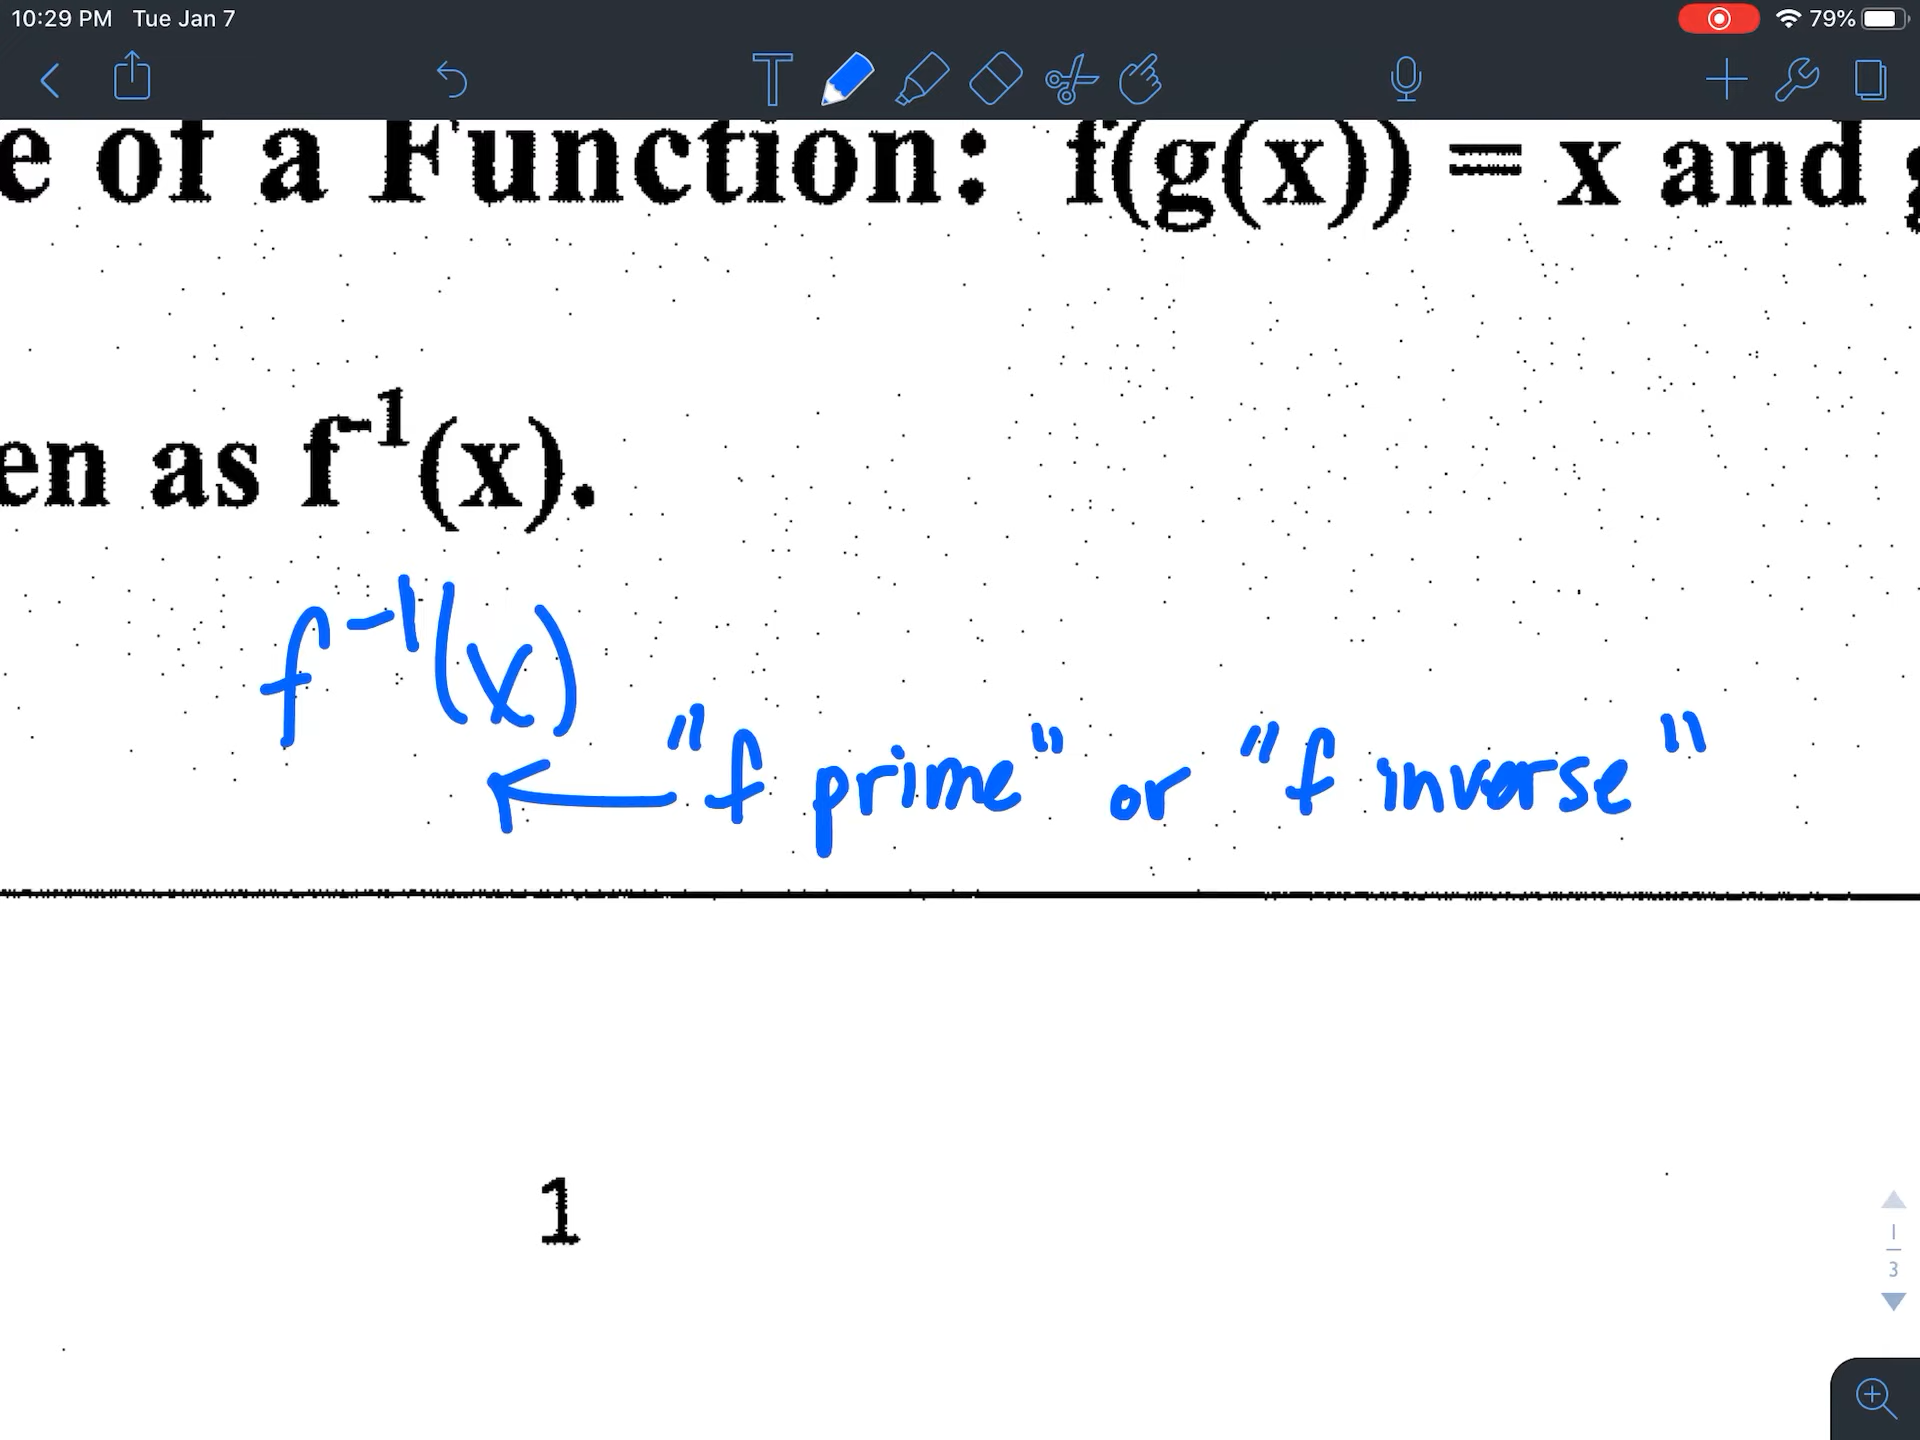 10:29 PM Tue Jan 7 79%
e of a Function: f(g(x)) = x and
en as f⁻¹(x).
f⁻¹(x)
"f prime" or "f inverse"
1
1
3